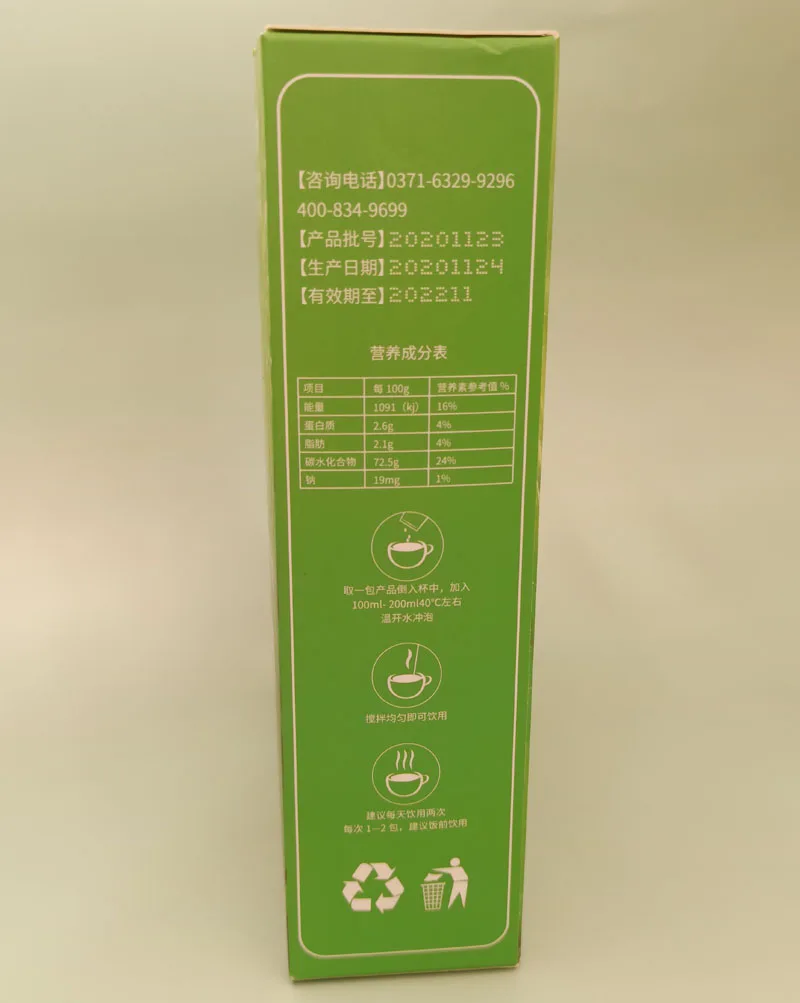 【咨询电话】0371-6329-9296
400-834-9699
【产品批号】20201123
【生产日期】20201124
【有效期至】202211
营养成分表
项目 每 100g 营养素参考值 %
能量 1091（kj） 16%
蛋白质 2.6g 4%
脂肪 2.1g 4%
碳水化合物 72.5g 24%
钠 19mg 1%
取一包产品倒入杯中，加入
100ml- 200ml40℃左右
温开水冲泡
搅拌均匀即可饮用
建议每天饮用两次
每次 1—2 包，建议饭前饮用